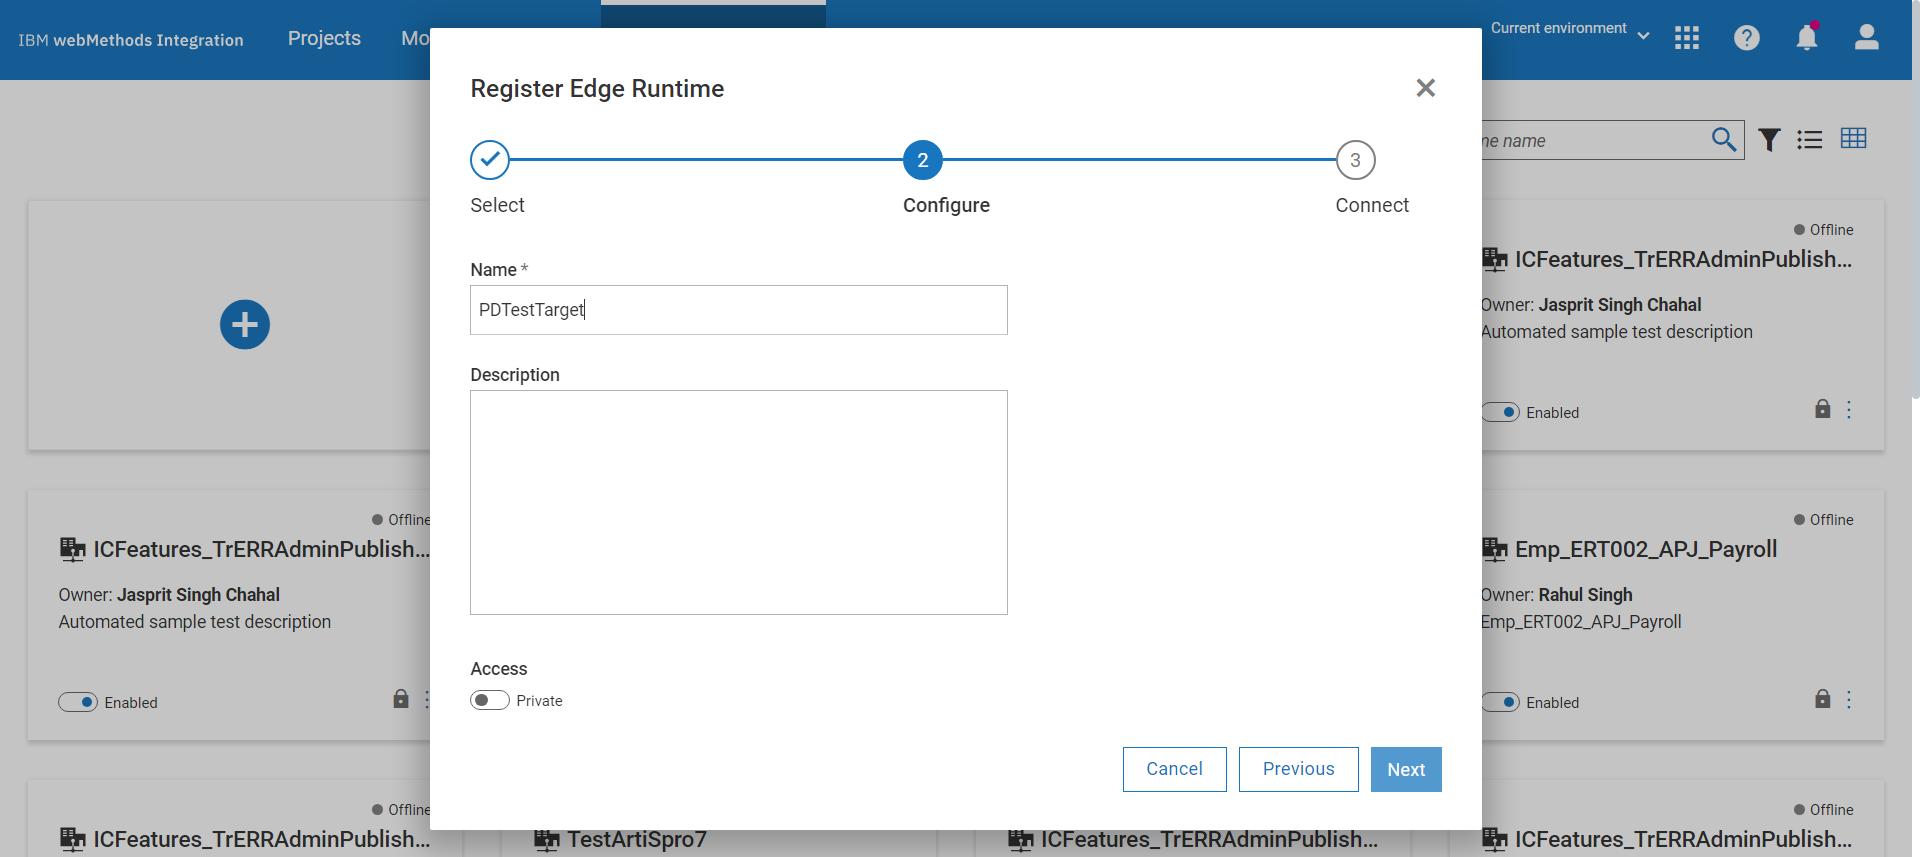 IBM webMethods Integration
Projects
Mo
Current environment
Register Edge Runtime
2
3
Select
Configure
Connect
Name *
PDTestTarget
Description
Access
Private
Cancel
Previous
Next
me name
Offline
ICFeatures_TrERRAdminPublish...
Owner: Jasprit Singh Chahal
Automated sample test description
Enabled
Offline
ICFeatures_TrERRAdminPublish...
Owner: Jasprit Singh Chahal
Automated sample test description
Enabled
Offline
Emp_ERT002_APJ_Payroll
Owner: Rahul Singh
Emp_ERT002_APJ_Payroll
Enabled
Offline
ICFeatures_TrERRAdminPublish...
TestArtiSpro7
ICFeatures_TrERRAdminPublish...
Offline
ICFeatures_TrERRAdminPublish...